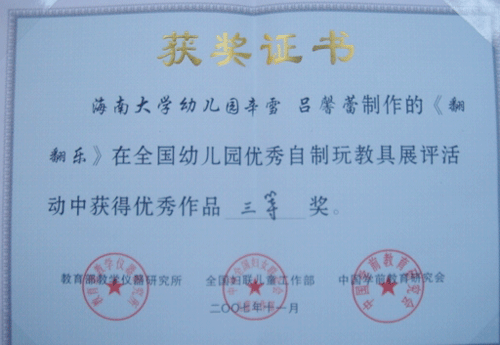 获奖证书
海南大学幼儿园辛雪 吕馨蕾制作的《翻
翻乐》在全国幼儿园优秀自制玩教具展评活
动中获得优秀作品 三等 奖。
教育部教学仪器研究所 全国妇联儿童工作部 中国学前教育研究会
二〇〇七年十一月